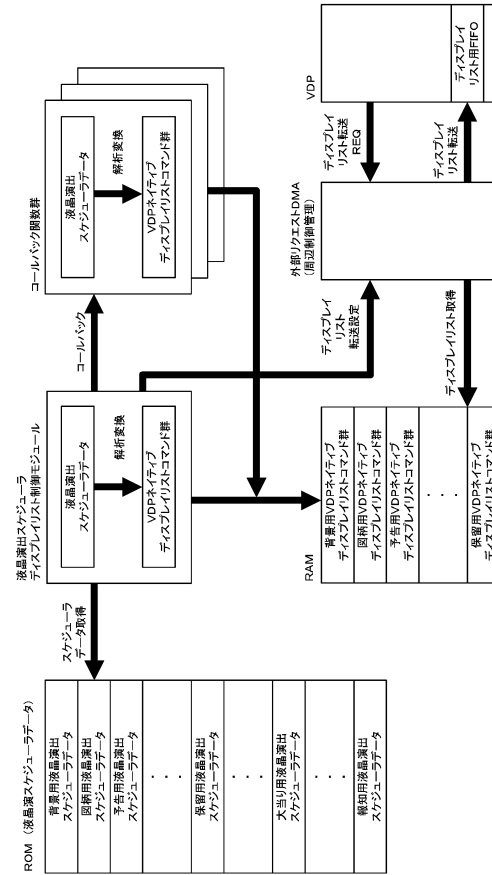 ROM (液晶演スケジューラデータ)
背景用液晶演出
スケジューラデータ
図柄用液晶演出
スケジューラデータ
予告用液晶演出
スケジューラデータ
・・・
保留用液晶演出
スケジューラデータ
・・・
大当り用液晶演出
スケジューラデータ
・・・
報知用液晶演出
スケジューラデータ
スケジューラ
データ取得
液晶演出スケジューラ
ディスプレイリスト制御モジュール
液晶演出
スケジューラデータ
解析変換
VDPネイティブ
ディスプレイリストコマンド群
コールバック
コールバック関数群
液晶演出
スケジューラデータ
解析変換
VDPネイティブ
ディスプレイリストコマンド群
RAM
背景用VDPネイティブ
ディスプレイリストコマンド群
図柄用VDPネイティブ
ディスプレイリストコマンド群
予告用VDPネイティブ
ディスプレイリストコマンド群
・・・
保留用VDPネイティブ
ディスプレイリストコマンド群
ディスプレイ
リスト
転送設定
ディスプレイリスト取得
外部リクエストDMA
(周辺制御管理)
ディスプレイ
リスト転送
REQ
ディスプレイ
リスト転送
VDP
ディスプレイ
リスト用FIFO